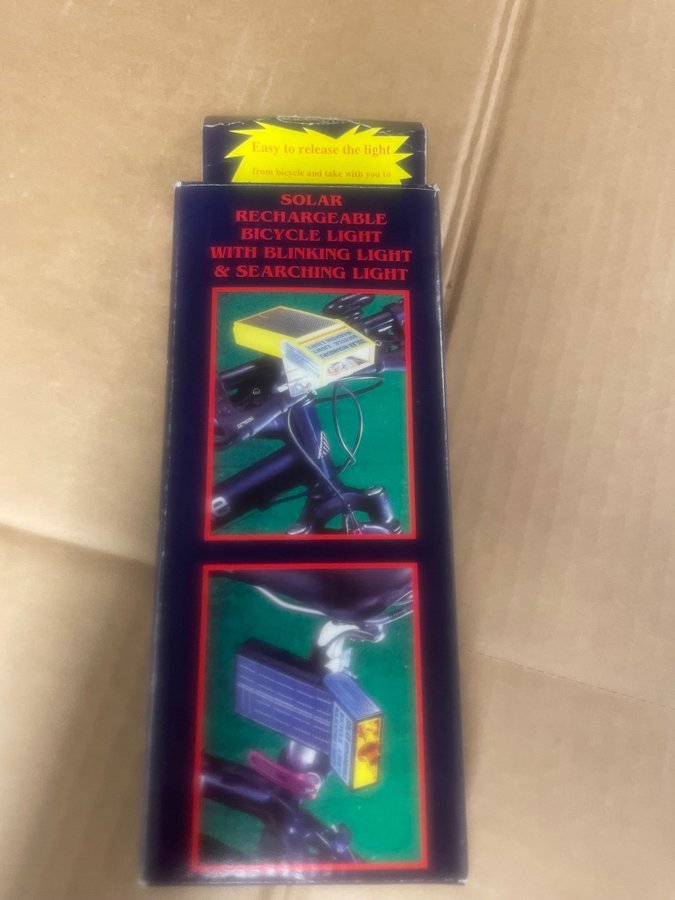 Easy to release the light
from bicycle and take with you to
SOLAR
RECHARGEABLE
BICYCLE LIGHT
WITH BLINKING LIGHT
& SEARCHING LIGHT